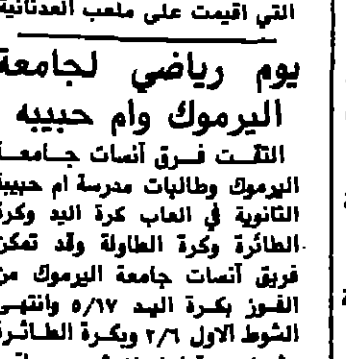 التي اقيمت على ملعب العدنانية
يوم رياضي لجامعة
اليرموك وام حبيبه
التقت فرق آنسات جامعة
اليرموك وطالبات مدرسة ام حبيبة
الثانوية في العاب كرة اليد وكرة
الطائرة وكرة الطاولة وقد تمكن
فريق آنسات جامعة اليرموك من
الفوز بكرة اليد ٥/١٧ وانتهى
الشوط الاول ٢/٦ وبكرة الطائرة